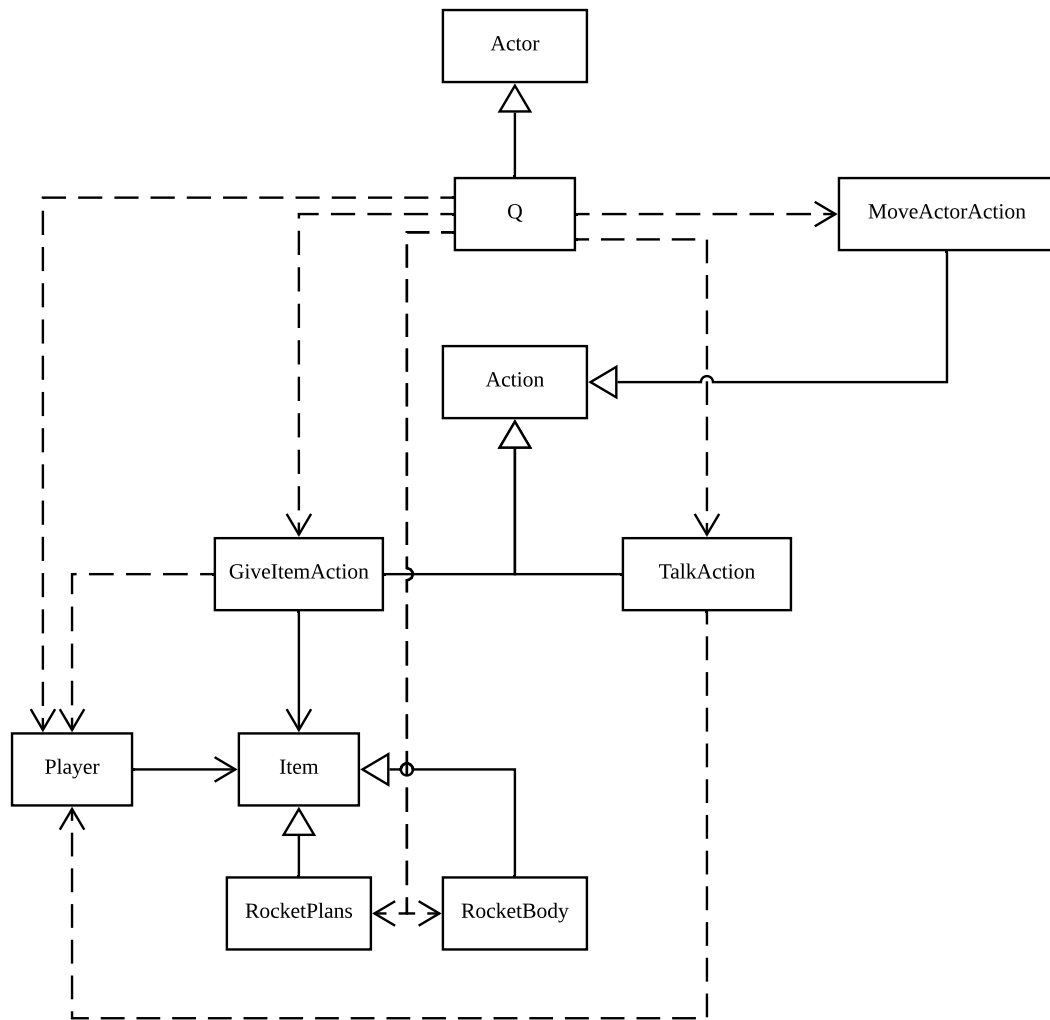 Actor
Q
MoveActorAction
Action
GiveItemAction
TalkAction
Player
Item
RocketPlans
RocketBody